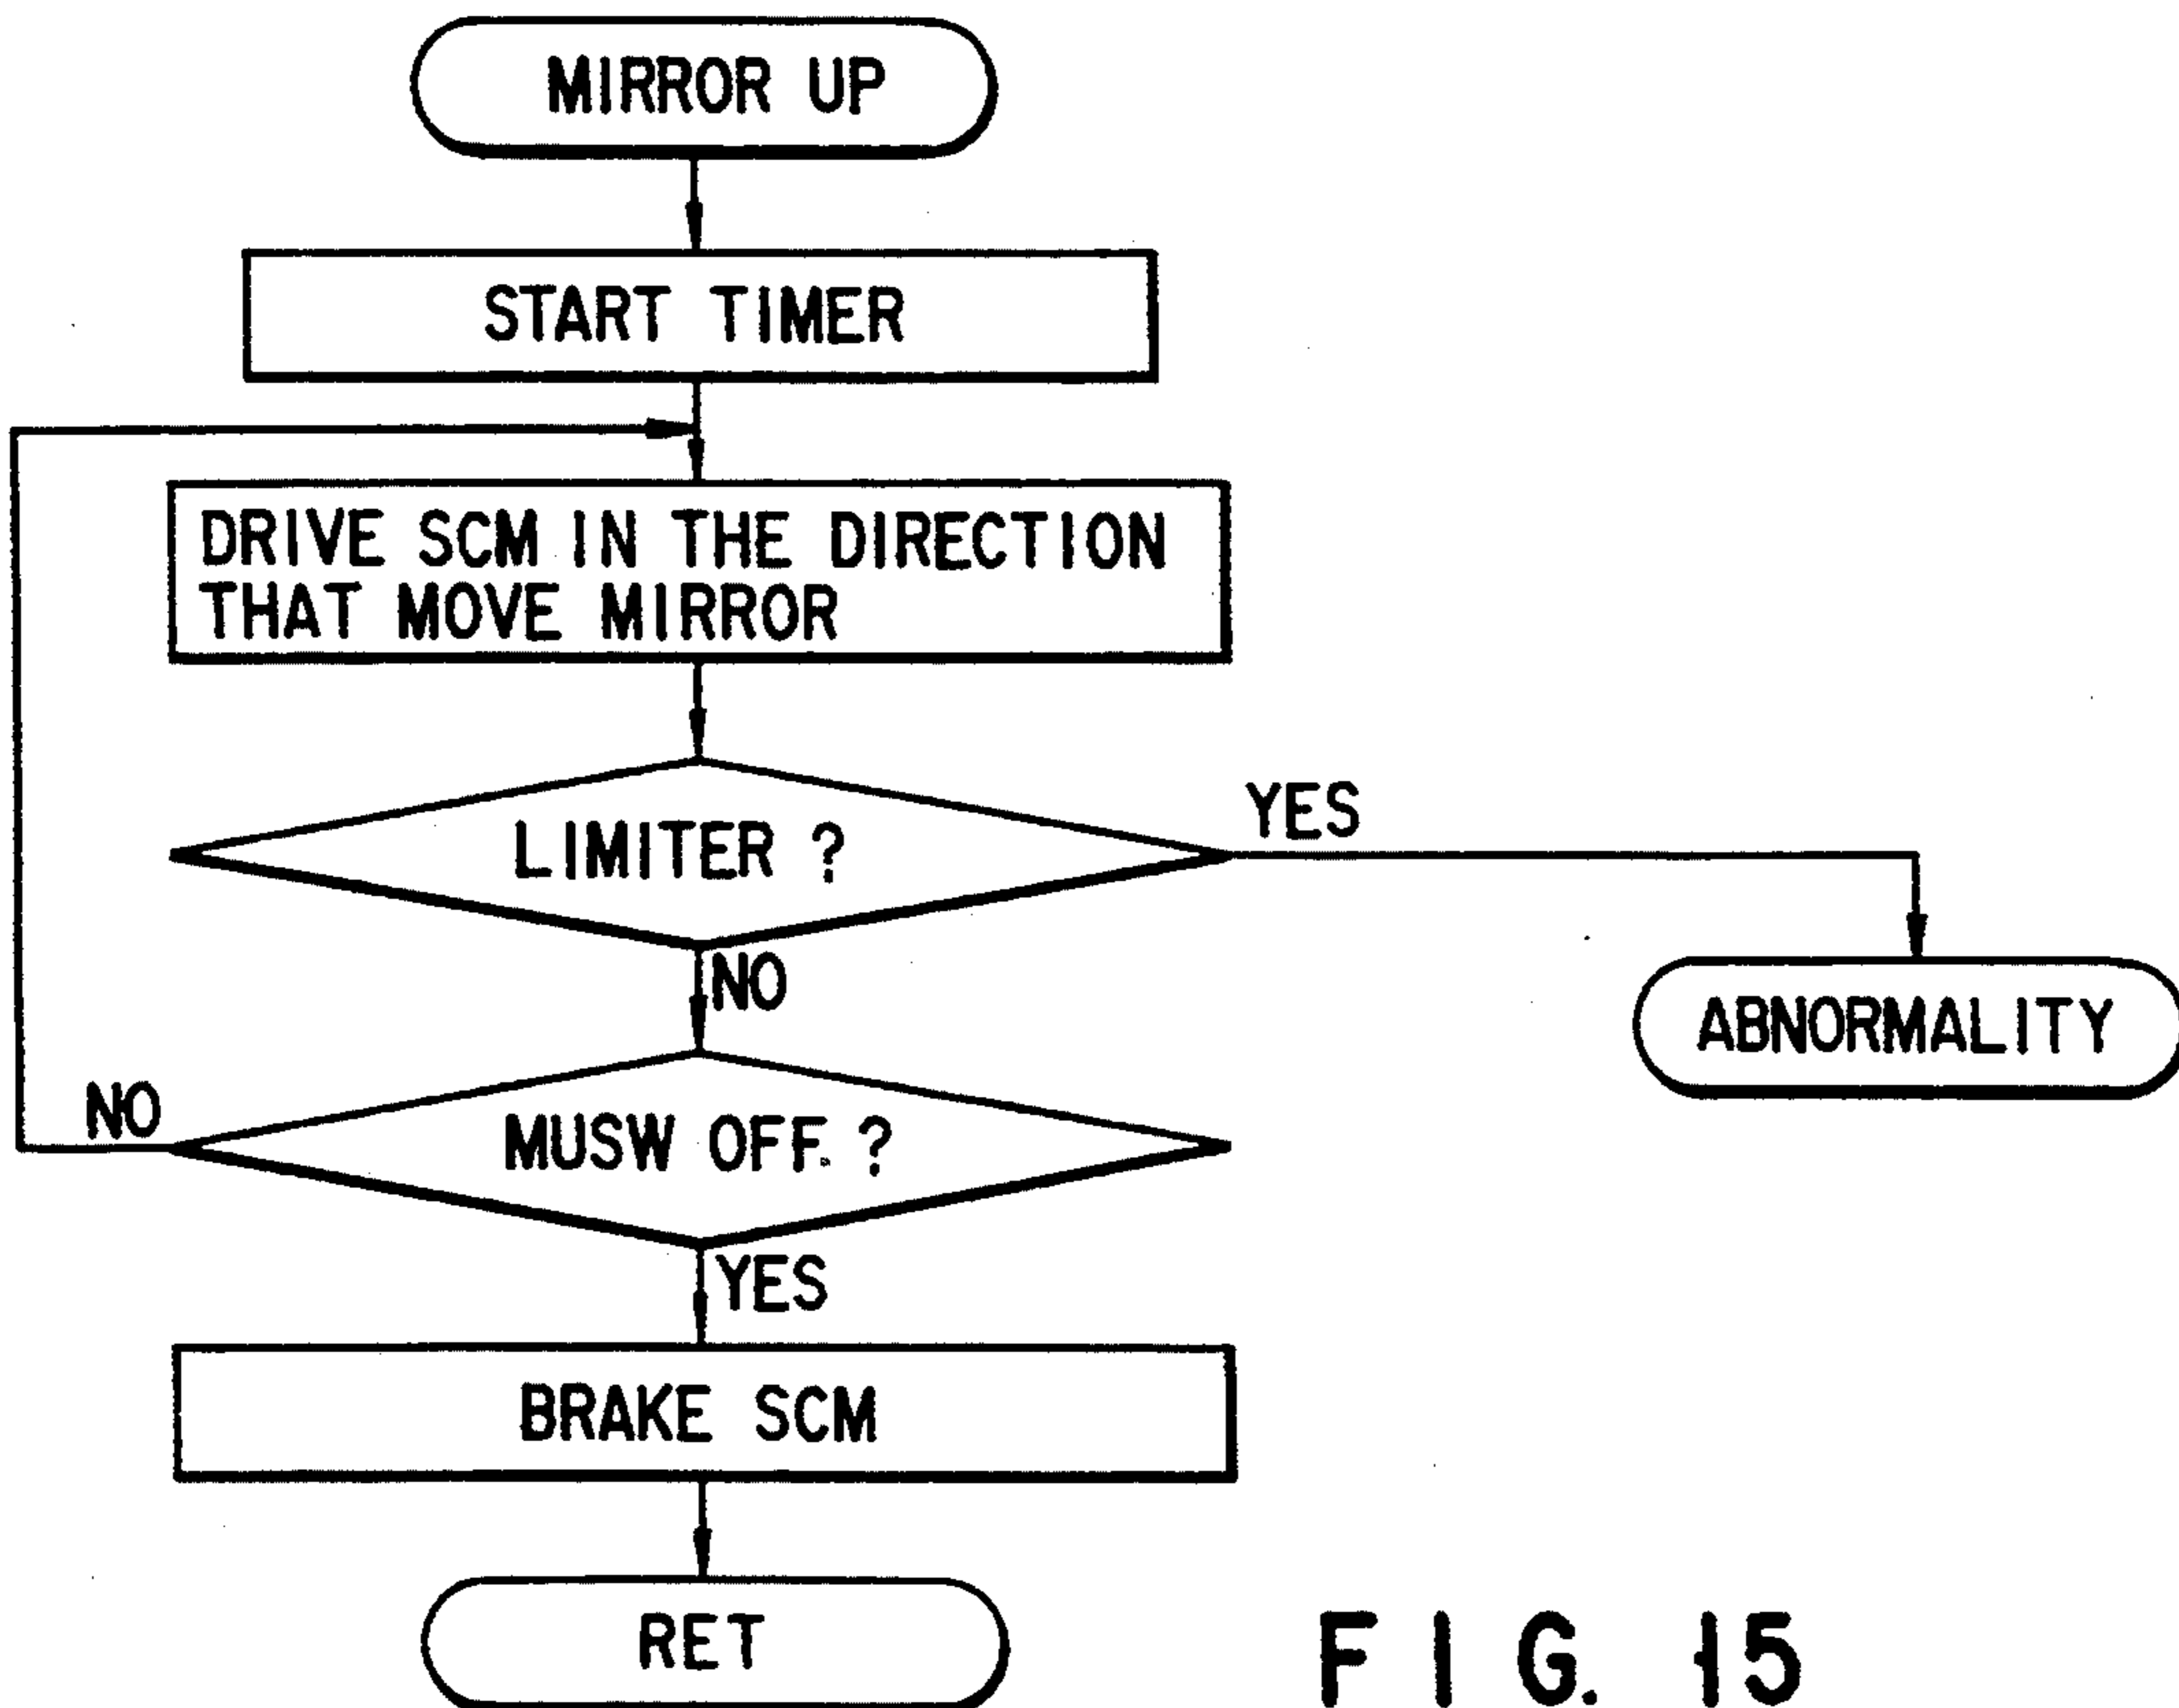 MIRROR UP
START TIMER
DRIVE SCM IN THE DIRECTION
THAT MOVE MIRROR
LIMITER ?
YES
NO
ABNORMALITY
NO
MUSW OFF. ?
YES
BRAKE SCM
RET
FIG. 15